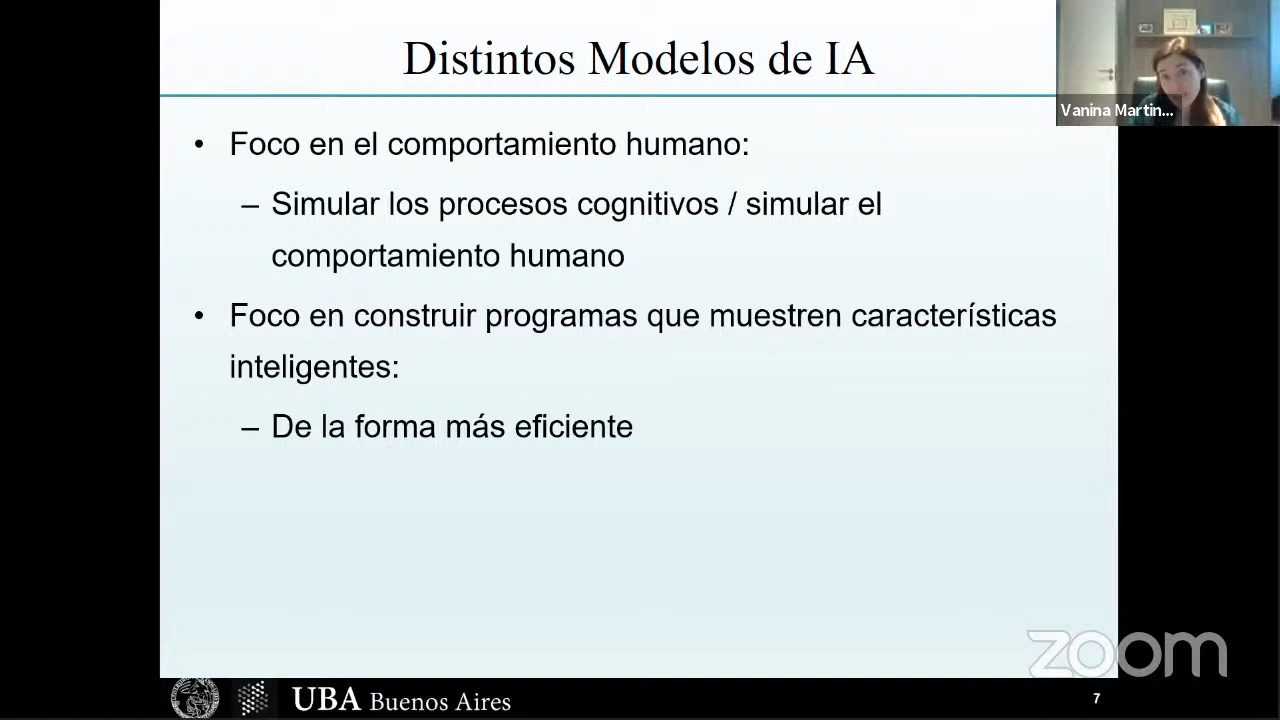 Distintos Modelos de IA
Vanina Martin...
• Foco en el comportamiento humano:
– Simular los procesos cognitivos / simular el
comportamiento humano
• Foco en construir programas que muestren características
inteligentes:
– De la forma más eficiente
zoom
UBA Buenos Aires
7